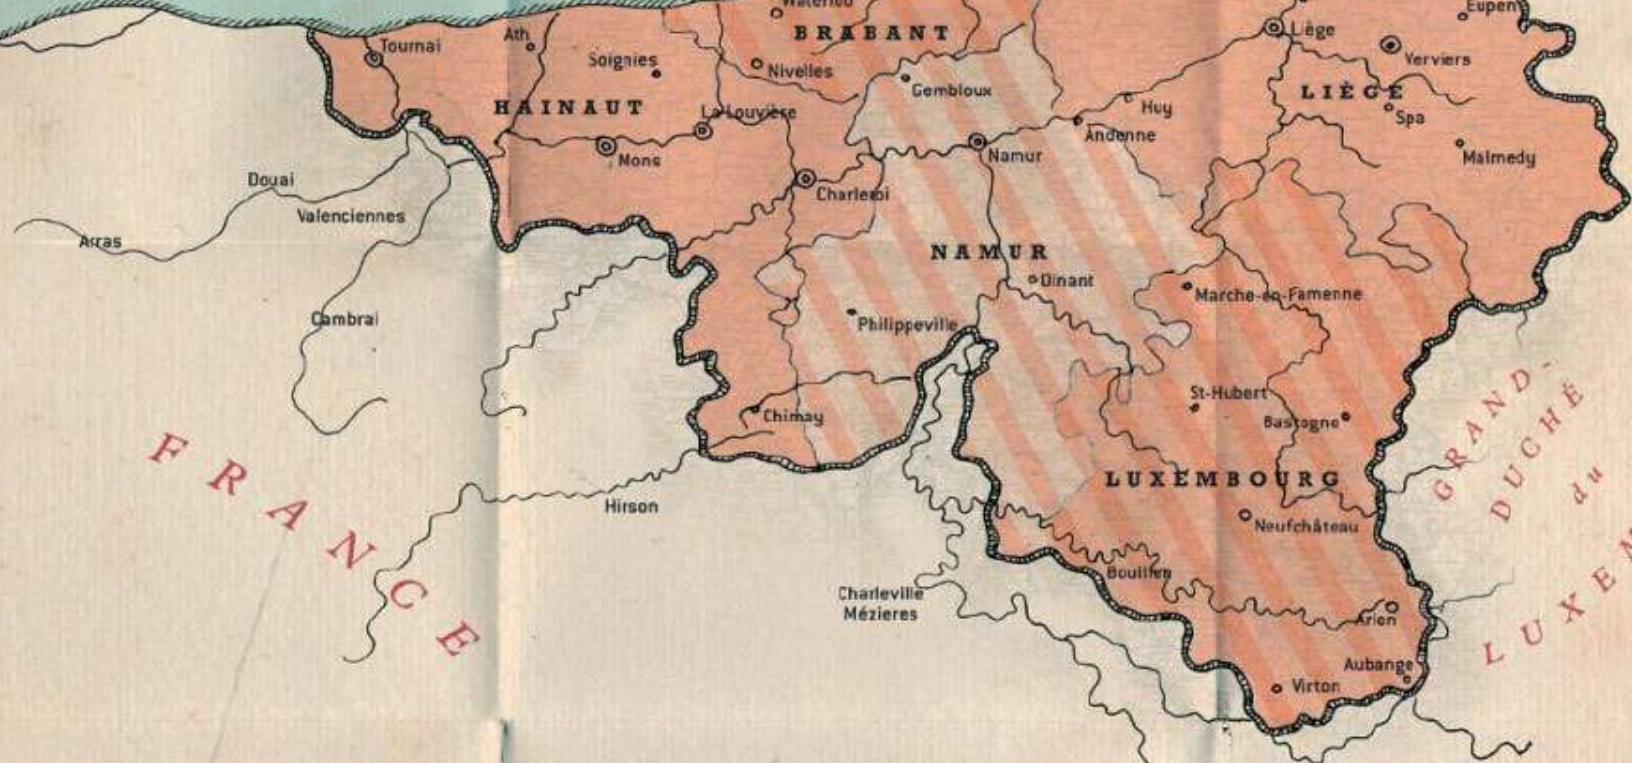 Waterloo
Eupen
BRABANT
Liège
Ath
Tournai
Soignies
Verviers
Nivelles
Gembloux
LIÈGE
HAINAUT
La Louvière
Huy
Spa
Andenne
Mons
Namur
Malmedy
Douai
Charleroi
Valenciennes
Arras
NAMUR
Dinant
Marche-en-Famenne
Cambrai
Philippeville
GRAND-
DUCHÉ
du
St-Hubert
Chimay
Bastogne
FRANCE
LUXEMBOURG
Hirson
Neufchâteau
Bouillon
Charleville
Mézieres
Arlon
Aubange
Virton